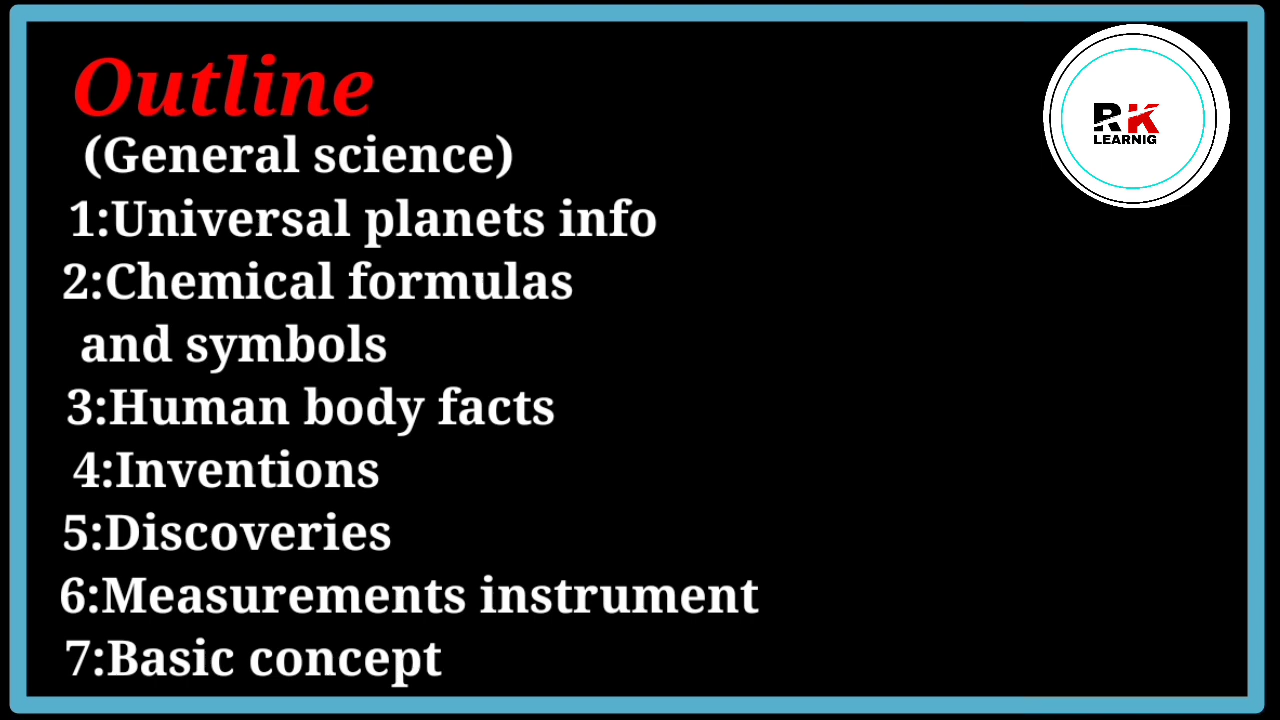 Outline
(General science)
1:Universal planets info
2:Chemical formulas
and symbols
3:Human body facts
4:Inventions
5:Discoveries
6:Measurements instrument
7:Basic concept
RK
LEARNIG